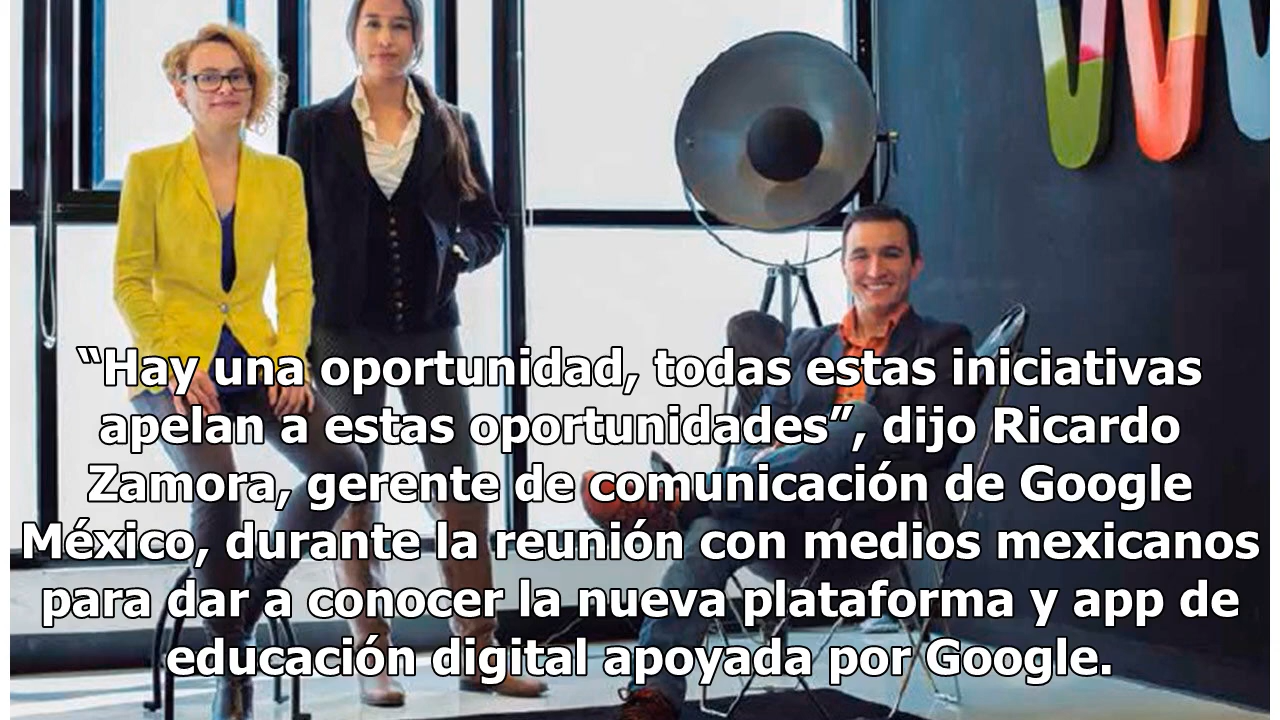 “Hay una oportunidad, todas estas iniciativas
apelan a estas oportunidades”, dijo Ricardo
Zamora, gerente de comunicación de Google
México, durante la reunión con medios mexicanos
para dar a conocer la nueva plataforma y app de
educación digital apoyada por Google.